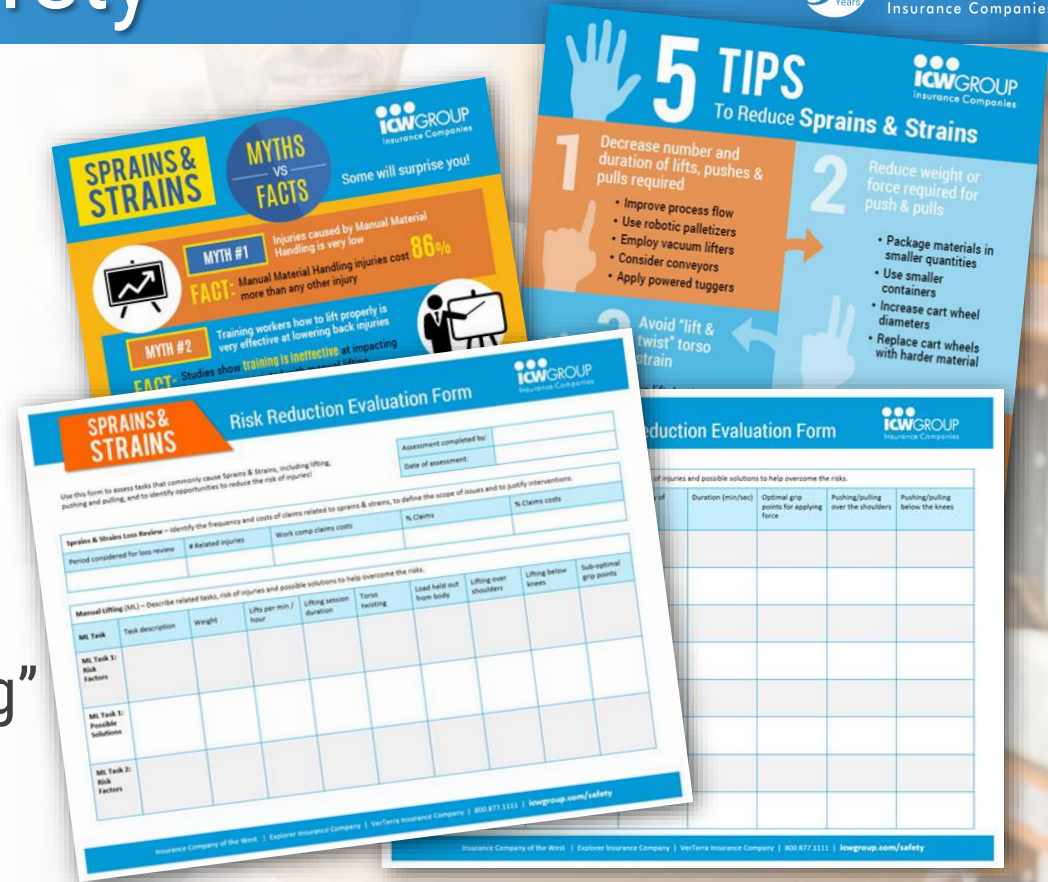 Years
Insurance Companies
SPRAINS &
STRAINS
MYTHS
VS
FACTS
ICWGROUP
Insurance Companies
Some will surprise you!
MYTH #1
Injuries caused by Manual Material
Handling is very low
FACT: Manual Material Handling injuries cost 86%
more than any other injury
MYTH #2
Training workers how to lift properly is
very effective at lowering back injuries
FACT: Studies show training is ineffective at impacting
5 TIPS
To Reduce Sprains & Strains
ICWGROUP
Insurance Companies
1
Decrease number and
duration of lifts, pushes &
pulls required
• Improve process flow
• Use robotic palletizers
• Employ vacuum lifters
• Consider conveyors
• Apply powered tuggers
2
Reduce weight or
force required for
push & pulls
• Package materials in
smaller quantities
• Use smaller
containers
• Increase cart wheel
diameters
• Replace cart wheels
with harder material
Avoid "lift &
twist" torso
strain
SPRAINS &
STRAINS
Risk Reduction Evaluation Form
ICWGROUP
Insurance Companies
Use this form to assess tasks that commonly cause Sprains & Strains, including lifting,
pushing and pulling, and to identify opportunities to reduce the risk of injuries!
Assessment completed by:
Date of assessment:
Sprains & Strains Loss Review – Identify the frequency and costs of claims related to sprains & strains, to define the scope of issues and to justify interventions.
Period considered for loss review
# Related injuries
Work comp claims costs
% Claims
% Claims costs
Manual Lifting (ML) – Describe related tasks, risk of injuries and possible solutions to help overcome the risks.
ML Task
Task description
Weight
Lifts per min /
hour
Lifting session
duration
Torso
twisting
Load held out
from body
Lifting over
shoulders
Lifting below
knees
Sub-optimal
grip points
ML Task 1:
Risk
Factors
ML Task 1:
Possible
Solutions
ML Task 2:
Risk
Factors
Insurance Company of the West | Explorer Insurance Company | VerTerra Insurance Company | 800.877.1111 | icwgroup.com/safety
Evaluation Form
ICWGROUP
Insurance Companies
of injuries and possible solutions to help overcome the risks.
of
Duration (min/sec)
Optimal grip
points for applying
force
Pushing/pulling
over the shoulders
Pushing/pulling
below the knees
Insurance Company of the West | Explorer Insurance Company | VerTerra Insurance Company | 800.877.1111 | icwgroup.com/safety